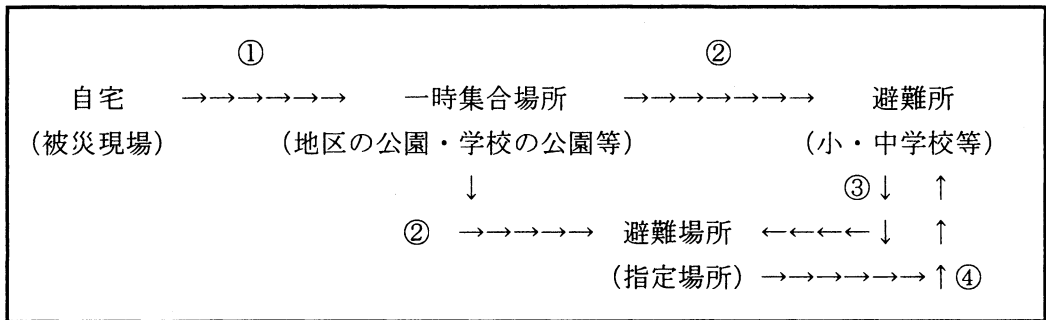 ① ②
自宅 →→→→→→ 一時集合場所 →→→→→→→ 避難所
(被災現場) (地区の公園・学校の公園等) (小・中学校等)
↓ ③↓ ↑
② →→→→→ 避難場所 ←←←←↓ ↑
(指定場所) →→→→→→↑④